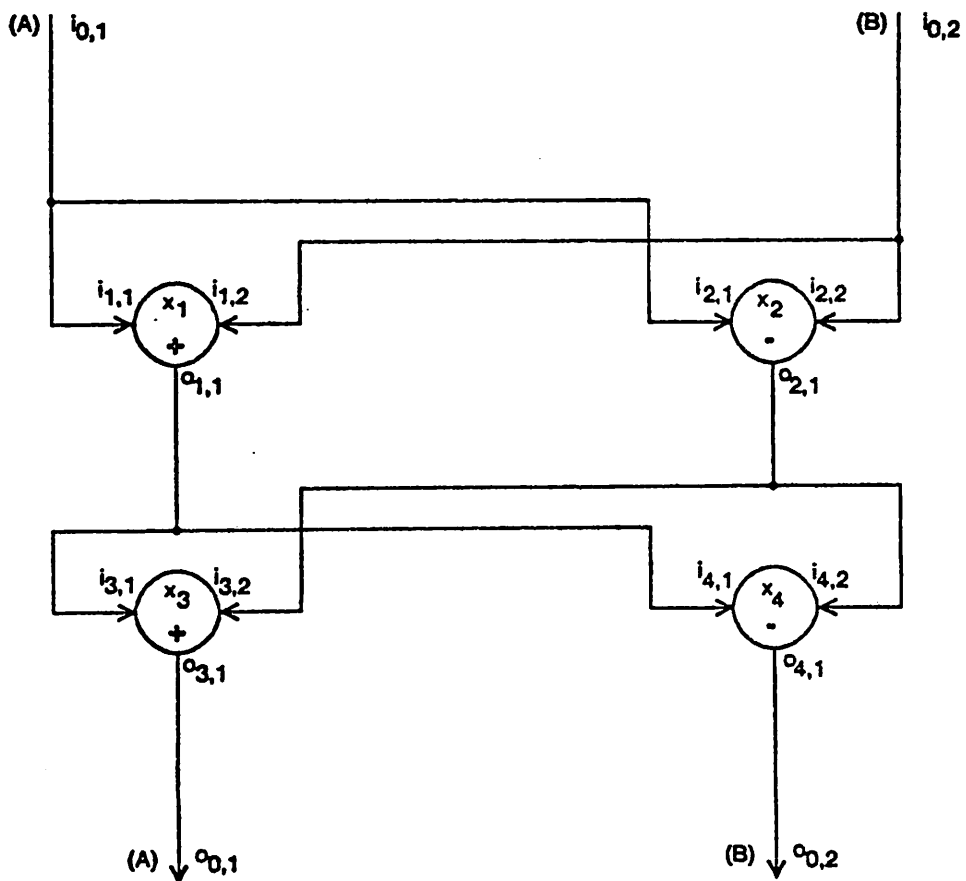 (A) i0,1 (B) i0,2
i1,1 x1 i1,2 i2,1 x2 i2,2
+ -
o1,1 o2,1
i3,1 x3 i3,2 i4,1 x4 i4,2
+ -
o3,1 o4,1
(A) o0,1 (B) o0,2